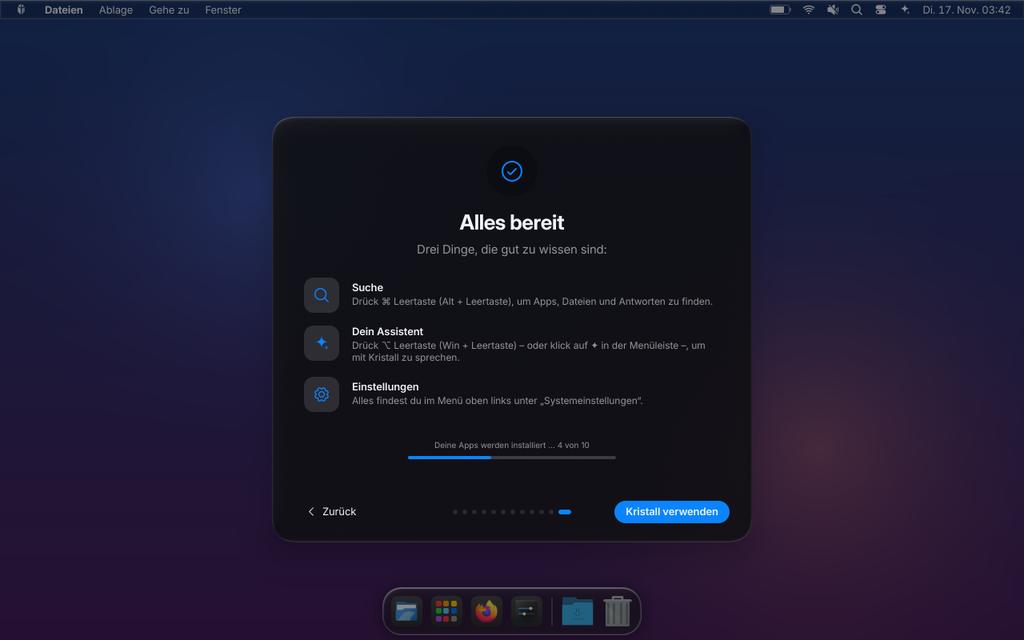 Dateien Ablage Gehe zu Fenster Di. 17. Nov. 03:42
Alles bereit
Drei Dinge, die gut zu wissen sind:
Suche
Drück ⌘ Leertaste (Alt + Leertaste), um Apps, Dateien und Antworten zu finden.
Dein Assistent
Drück ⌥ Leertaste (Win + Leertaste) – oder klick auf ✦ in der Menüleiste –, um
mit Kristall zu sprechen.
Einstellungen
Alles findest du im Menü oben links unter „Systemeinstellungen“.
Deine Apps werden installiert ... 4 von 10
Zurück
Kristall verwenden